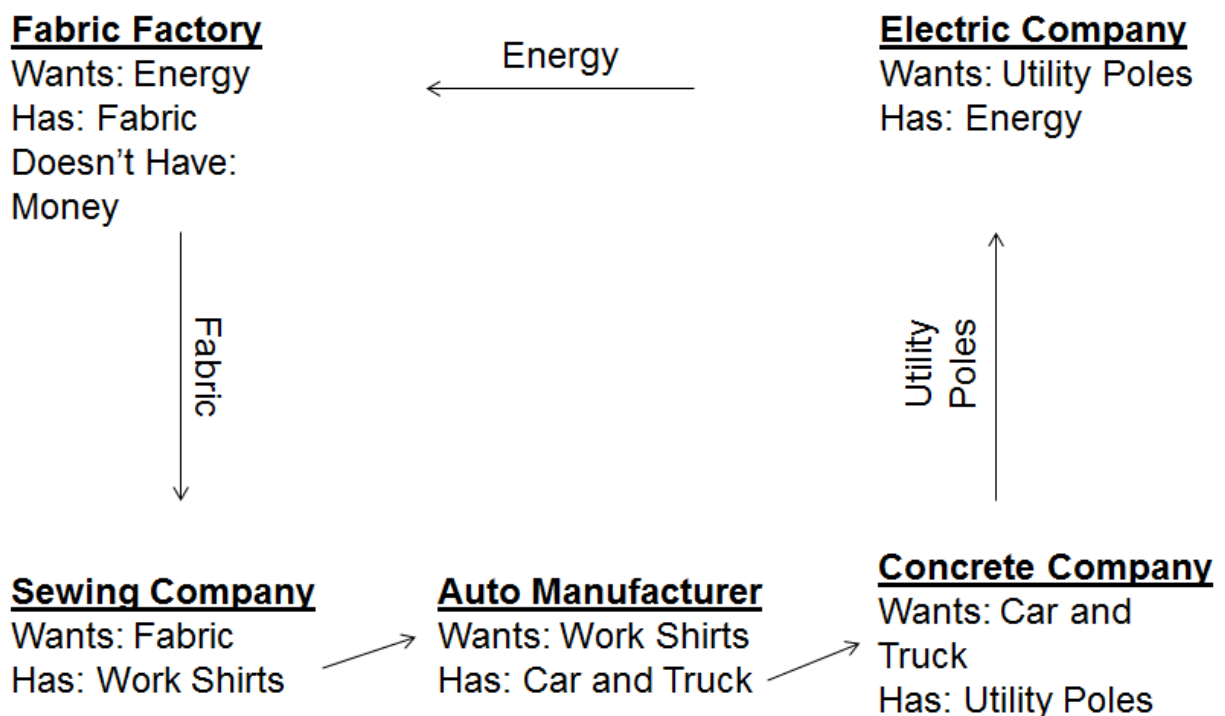 Fabric Factory
Wants: Energy
Has: Fabric
Doesn't Have:
Money
Energy
Electric Company
Wants: Utility Poles
Has: Energy
Fabric
Utility
Poles
Sewing Company
Wants: Fabric
Has: Work Shirts
Auto Manufacturer
Wants: Work Shirts
Has: Car and Truck
Concrete Company
Wants: Car and
Truck
Has: Utility Poles